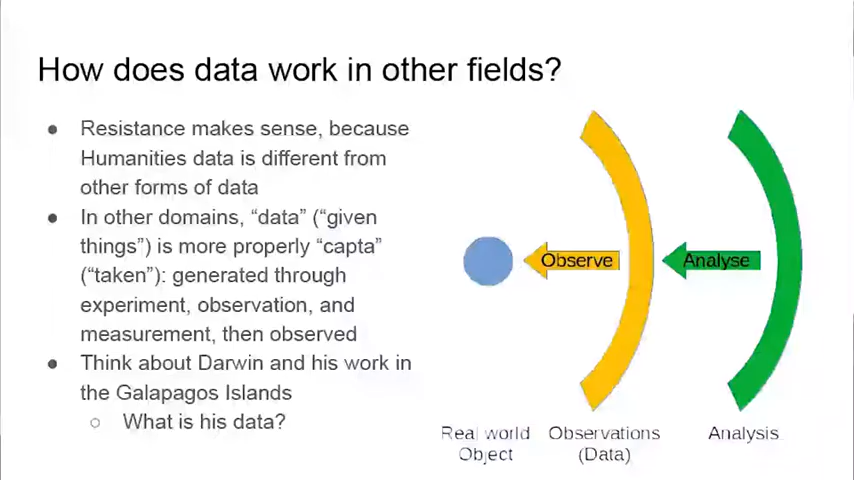 How does data work in other fields?
● Resistance makes sense, because
Humanities data is different from
other forms of data
● In other domains, “data” (“given
things”) is more properly “capta”
(“taken”): generated through
experiment, observation, and
measurement, then observed
● Think about Darwin and his work in
the Galapagos Islands
○ What is his data?
Observe
Analyse
Real world
Object
Observations
(Data)
Analysis